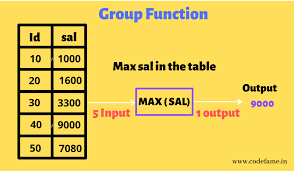 Group Function
Id sal
10 1000
20 1600
30 3300
40 9000
50 7080
Max sal in the table
MAX (SAL)
5 Input
1 output
Output
9000
www.codefame.in